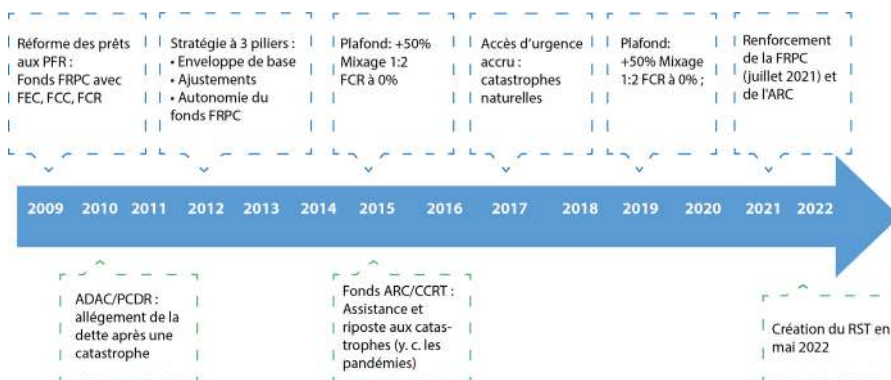 Réforme des prêts
aux PFR :
Fonds FRPC avec
FEC, FCC, FCR
Stratégie à 3 piliers :
• Enveloppe de base
• Ajustements
• Autonomie du
fonds FRPC
Plafond: +50%
Mixage 1:2
FCR à 0%
Accès d'urgence
accru :
catastrophes
naturelles
Plafond:
+50% Mixage
1:2 FCR à 0% ;
Renforcement
de la FRPC
(juillet 2021) et
de l'ARC
2009 2010 2011 2012 2013 2014 2015 2016 2017 2018 2019 2020 2021 2022
ADAC/PCDR :
allégement de la
dette après une
catastrophe
Fonds ARC/CCRT :
Assistance et
riposte aux catas-
trophes (y. c. les
pandémies)
Création du RST en
mai 2022